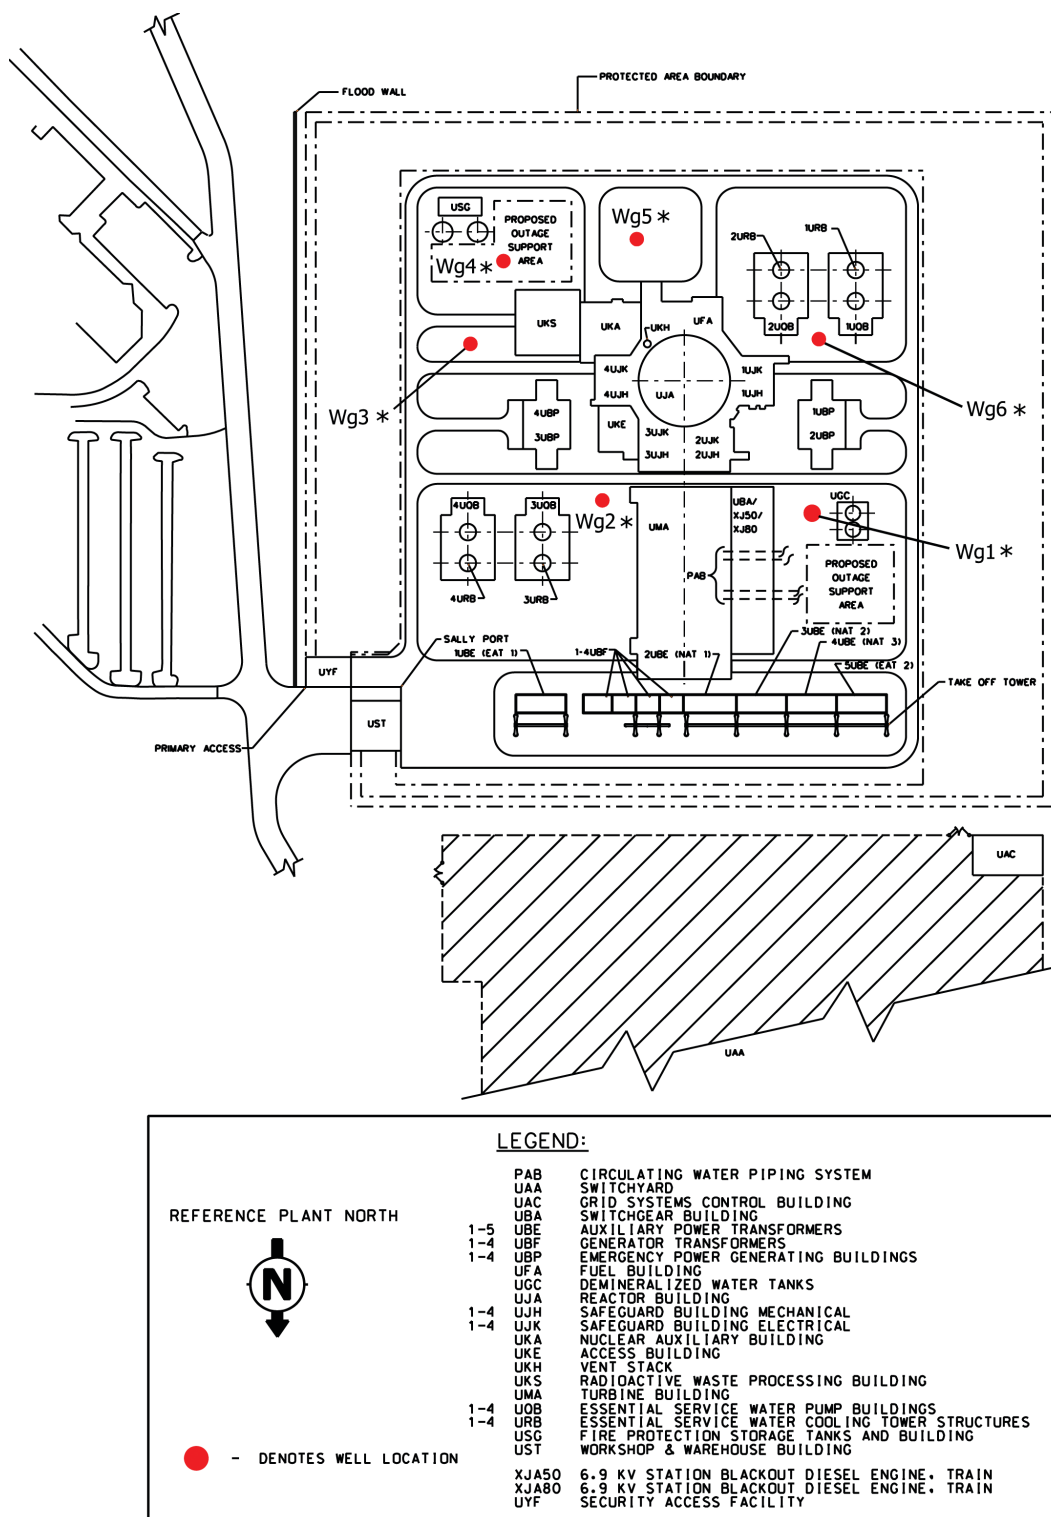 PROTECTED AREA BOUNDARY
FLOOD WALL
USG
PROPOSED
OUTAGE
SUPPORT
AREA
Wg4*
Wg5*
2URB
1URB
2UQB
1UQB
UKS
UKA
UKH
UFA
4UJK
4UJH
UJA
1UJK
1UJH
Wg3*
Wg6*
4UBP
3UBP
UKE
3UJK
3UJH
2UJK
2UJH
1UBP
2UBP
4UQB
3UQB
Wg2*
UMA
UBA/
XJ50/
XJ80
UGC
Wg1*
PAB
PROPOSED
OUTAGE
SUPPORT
AREA
4URB
3URB
SALLY PORT
1UBE (EAT 1)
1-4UBF
2UBE (NAT 1)
3UBE (NAT 2)
4UBE (NAT 3)
5UBE (EAT 2)
TAKE OFF TOWER
UYF
UST
PRIMARY ACCESS
UAC
UAA
LEGEND:
REFERENCE PLANT NORTH
N
PAB CIRCULATING WATER PIPING SYSTEM
UAA SWITCHYARD
UAC GRID SYSTEMS CONTROL BUILDING
UBA SWITCHGEAR BUILDING
1-5 UBE AUXILIARY POWER TRANSFORMERS
1-4 UBF GENERATOR TRANSFORMERS
1-4 UBP EMERGENCY POWER GENERATING BUILDINGS
UFA FUEL BUILDING
UGC DEMINERALIZED WATER TANKS
UJA REACTOR BUILDING
1-4 UJH SAFEGUARD BUILDING MECHANICAL
1-4 UJK SAFEGUARD BUILDING ELECTRICAL
UKA NUCLEAR AUXILIARY BUILDING
UKE ACCESS BUILDING
UKH VENT STACK
UKS RADIOACTIVE WASTE PROCESSING BUILDING
UMA TURBINE BUILDING
1-4 UQB ESSENTIAL SERVICE WATER PUMP BUILDINGS
1-4 URB ESSENTIAL SERVICE WATER COOLING TOWER STRUCTURES
USG FIRE PROTECTION STORAGE TANKS AND BUILDING
UST WORKSHOP & WAREHOUSE BUILDING
XJA50 6.9 KV STATION BLACKOUT DIESEL ENGINE. TRAIN
XJA80 6.9 KV STATION BLACKOUT DIESEL ENGINE. TRAIN
UYF SECURITY ACCESS FACILITY
- DENOTES WELL LOCATION